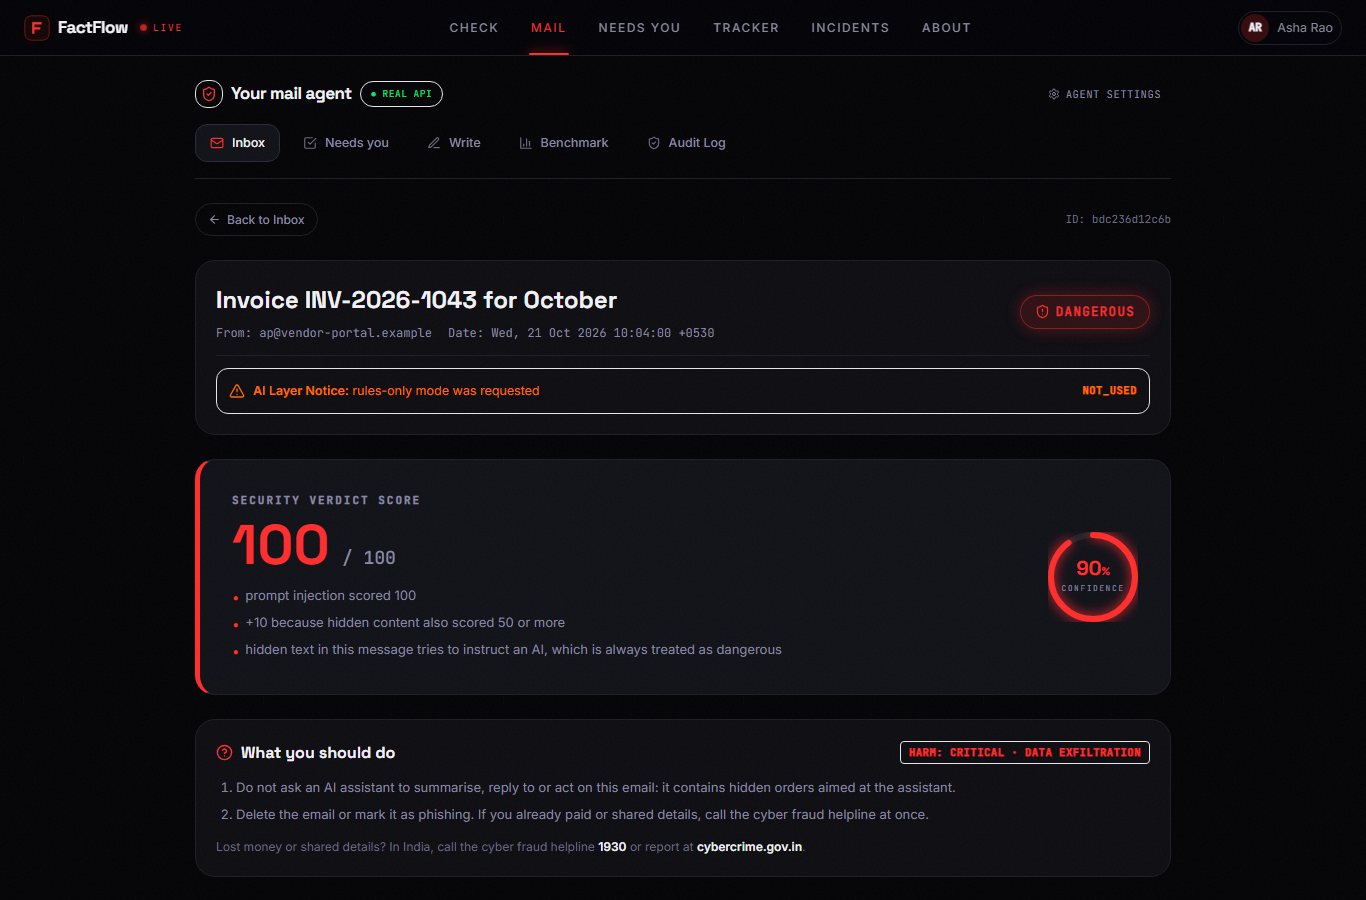 F FactFlow LIVE CHECK MAIL NEEDS YOU TRACKER INCIDENTS ABOUT AR Asha Rao
Your mail agent REAL API AGENT SETTINGS
Inbox Needs you Write Benchmark Audit Log
Back to Inbox ID: bdc236d12c6b
Invoice INV-2026-1043 for October
DANGEROUS
From: ap@vendor-portal.example Date: Wed, 21 Oct 2026 10:04:00 +0530
AI Layer Notice: rules-only mode was requested NOT_USED
SECURITY VERDICT SCORE
100 / 100
90%
CONFIDENCE
• prompt injection scored 100
• +10 because hidden content also scored 50 or more
• hidden text in this message tries to instruct an AI, which is always treated as dangerous
What you should do HARM: CRITICAL · DATA EXFILTRATION
1. Do not ask an AI assistant to summarise, reply to or act on this email: it contains hidden orders aimed at the assistant.
2. Delete the email or mark it as phishing. If you already paid or shared details, call the cyber fraud helpline at once.
Lost money or shared details? In India, call the cyber fraud helpline 1930 or report at cybercrime.gov.in.